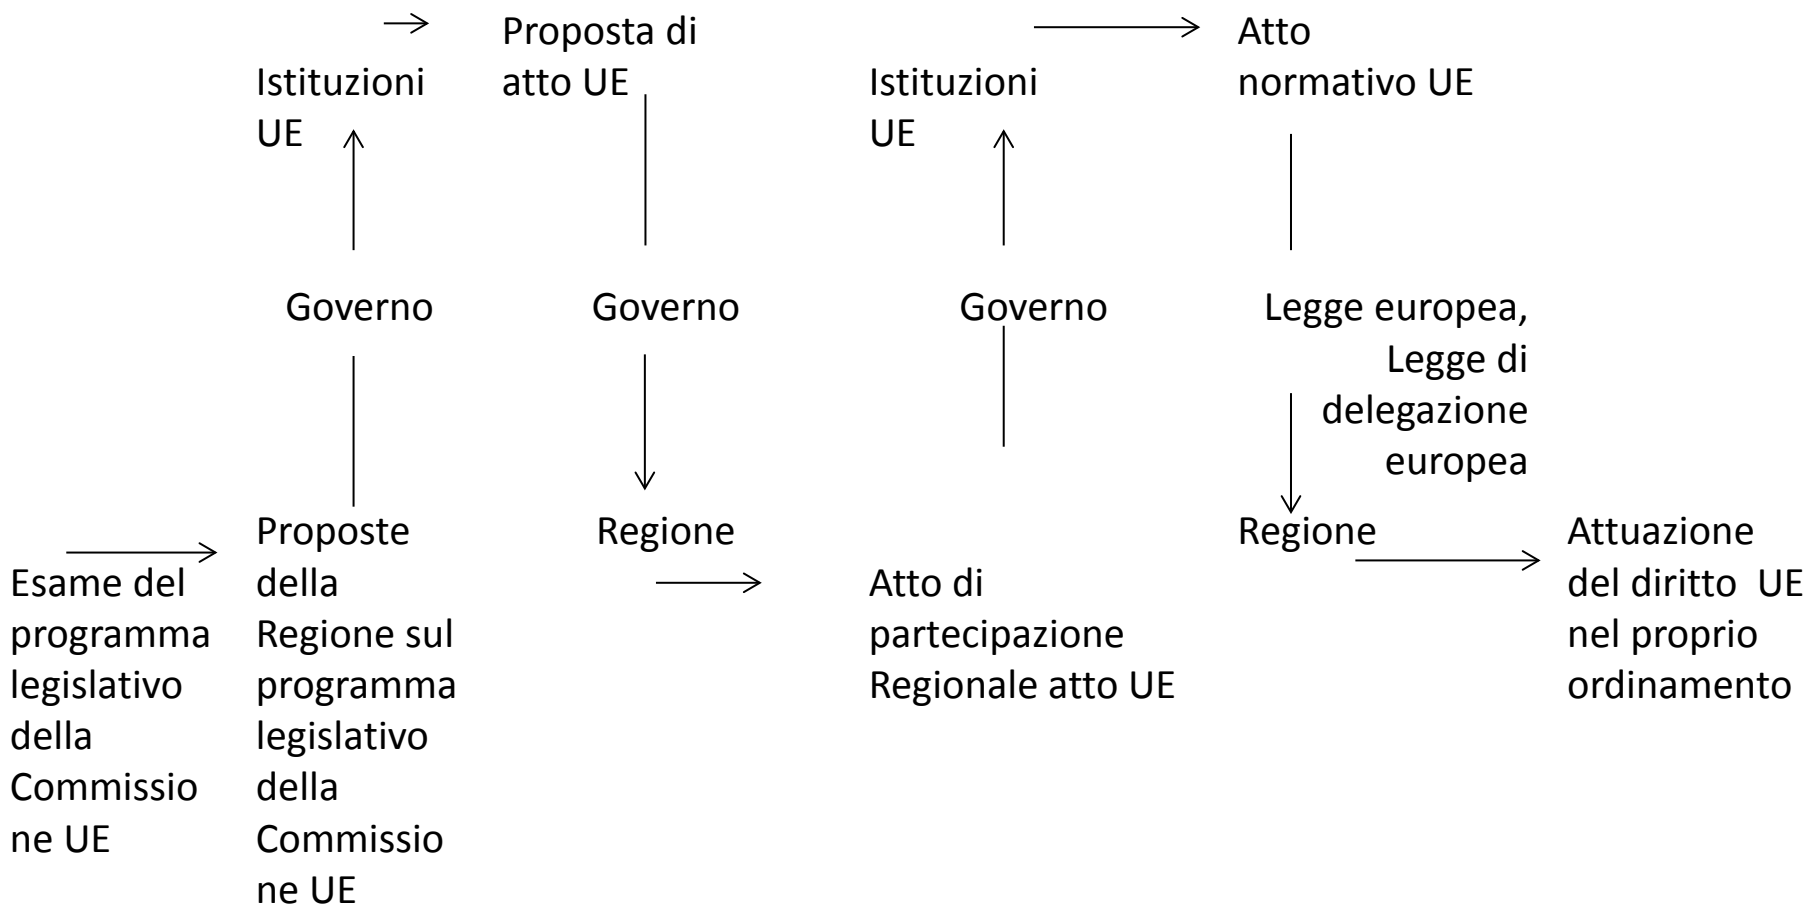 Proposta di
atto UE
Istituzioni
UE
Atto
normativo UE
Istituzioni
UE
Governo
Governo
Governo
Legge europea,
Legge di
delegazione
europea
Esame del
programma
legislativo
della
Commissio
ne UE
Proposte
della
Regione sul
programma
legislativo
della
Commissio
ne UE
Regione
Atto di
partecipazione
Regionale atto UE
Regione
Attuazione
del diritto  UE
nel proprio
ordinamento